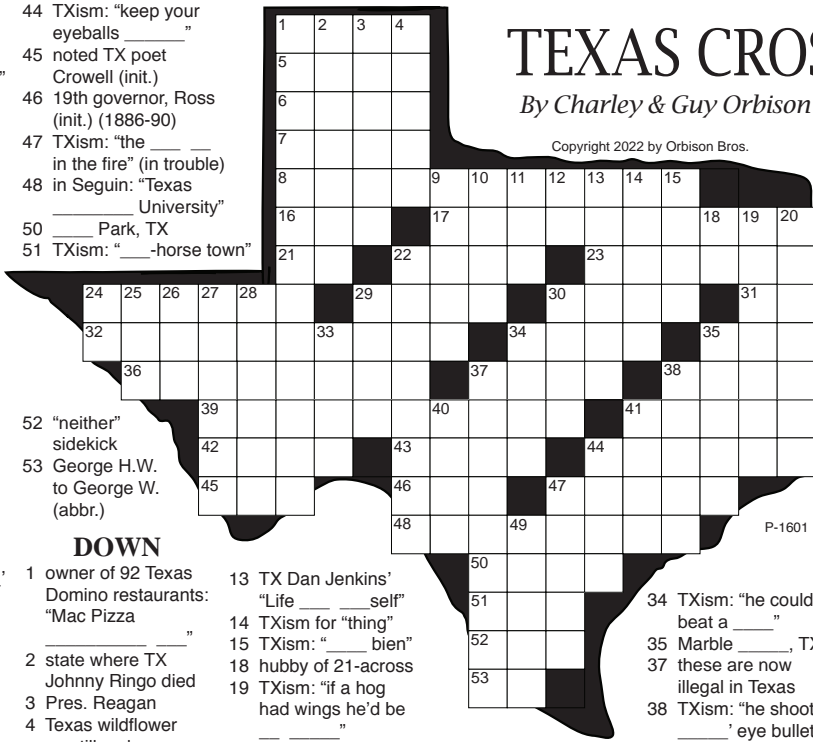 44 TXism: “keep your
eyeballs ______”
45 noted TX poet
Crowell (init.)
46 19th governor, Ross
(init.) (1886-90)
47 TXism: “the ___ __
in the fire” (in trouble)
48 in Seguin: “Texas
________ University”
50 ____ Park, TX
51 TXism: “___-horse town”
52 “neither”
sidekick
53 George H.W.
to George W.
(abbr.)
TEXAS CROS
By Charley & Guy Orbison
Copyright 2022 by Orbison Bros.
1 2 3 4
5
6
7
8 9 10 11 12 13 14 15
16 17 18 19 20
21 22 23
24 25 26 27 28 29 30 31
32 33 34 35
36 37 38
39 40 41
42 43 44
45 46 47
48 49
50
51
52
53
P-1601
DOWN
1 owner of 92 Texas
Domino restaurants:
“Mac Pizza
__________ ___”
2 state where TX
Johnny Ringo died
3 Pres. Reagan
4 Texas wildflower
13 TX Dan Jenkins’
“Life ___ ___self”
14 TXism for “thing”
15 TXism: “____ bien”
18 hubby of 21-across
19 TXism: “if a hog
had wings he’d be
__ _____”
34 TXism: “he could
beat a ____”
35 Marble _____, TX
37 these are now
illegal in Texas
38 TXism: “he shoot
_____’ eye bullet